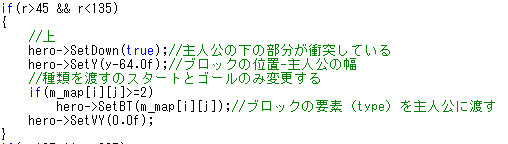 if(r>45 && r<135)
{
//上
hero->SetDown(true);//主人公の下の部分が衝突している
hero->SetY(y-64.0f);//ブロックの位置-主人公の幅
//種類を渡すのスタートとゴールのみ変更する
if(m_map[i][j]>=2)
hero->SetBT(m_map[i][j]);//ブロックの要素(type)を主人公に渡す
hero->SetVY(0.0f);
}